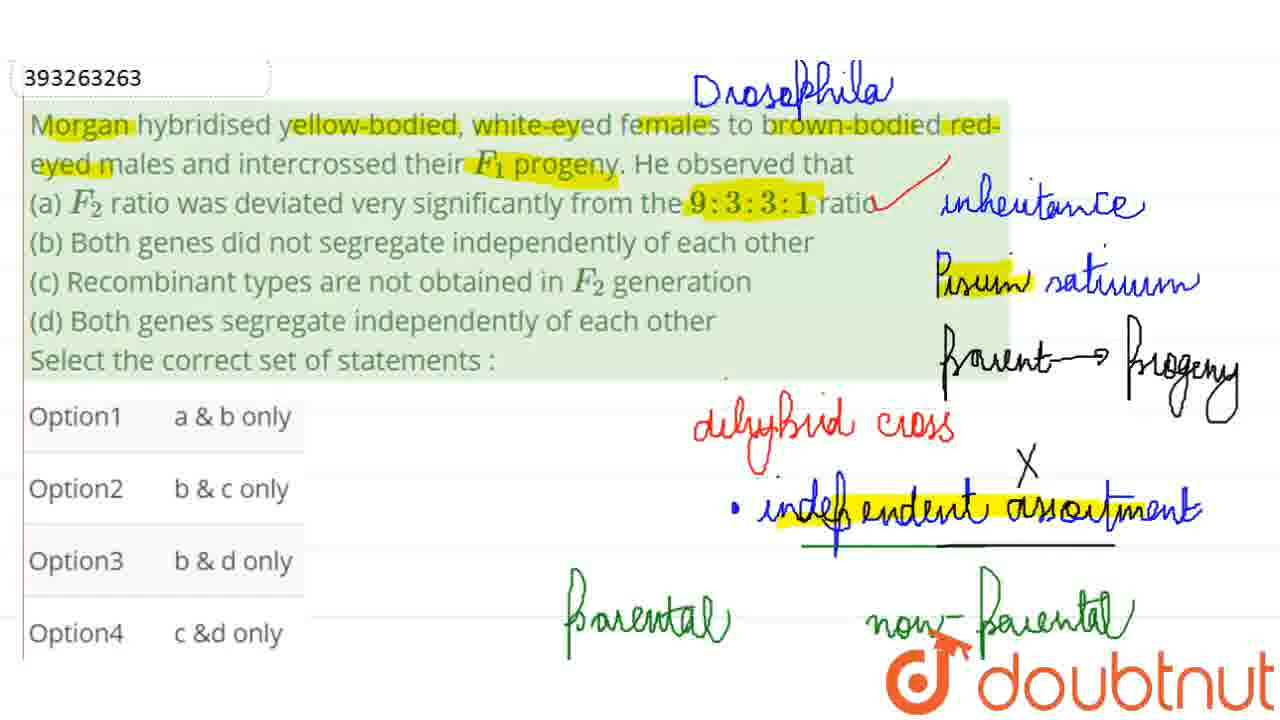 393263263
Drosophila
Morgan hybridised yellow-bodied, white-eyed females to brown-bodied red-
eyed males and intercrossed their F₁ progeny. He observed that
(a) F₂ ratio was deviated very significantly from the 9 : 3 : 3 : 1 ratio
(b) Both genes did not segregate independently of each other
(c) Recombinant types are not obtained in F₂ generation
(d) Both genes segregate independently of each other
Select the correct set of statements :
inheritance
Pisum sativum
parent → progeny
Option1 a & b only
Option2 b & c only
Option3 b & d only
Option4 c &d only
dihybrid cross
X
• independent assortment
parental non-parental
doubtnut